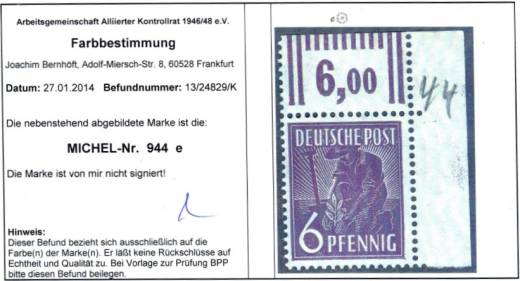 Arbeitsgemeinschaft Alliierter Kontrollrat 1946/48 e.V.
Farbbestimmung
Joachim Bernhöft, Adolf-Miersch-Str. 8, 60528 Frankfurt
Datum: 27.01.2014 Befundnummer: 13/24829/K
Die nebenstehend abgebildete Marke ist die:
MICHEL-Nr. 944 e
Die Marke ist von mir nicht signiert!
Hinweis:
Dieser Befund bezieht sich ausschließlich auf die
Farbe(n) der Marke(n). Er läßt keine Rückschlüsse auf
Echtheit und Qualität zu. Bei Vorlage zur Prüfung BPP
bitte diesen Befund beilegen.
6,00
44
DEUTSCHE POST
6 PFENNIG